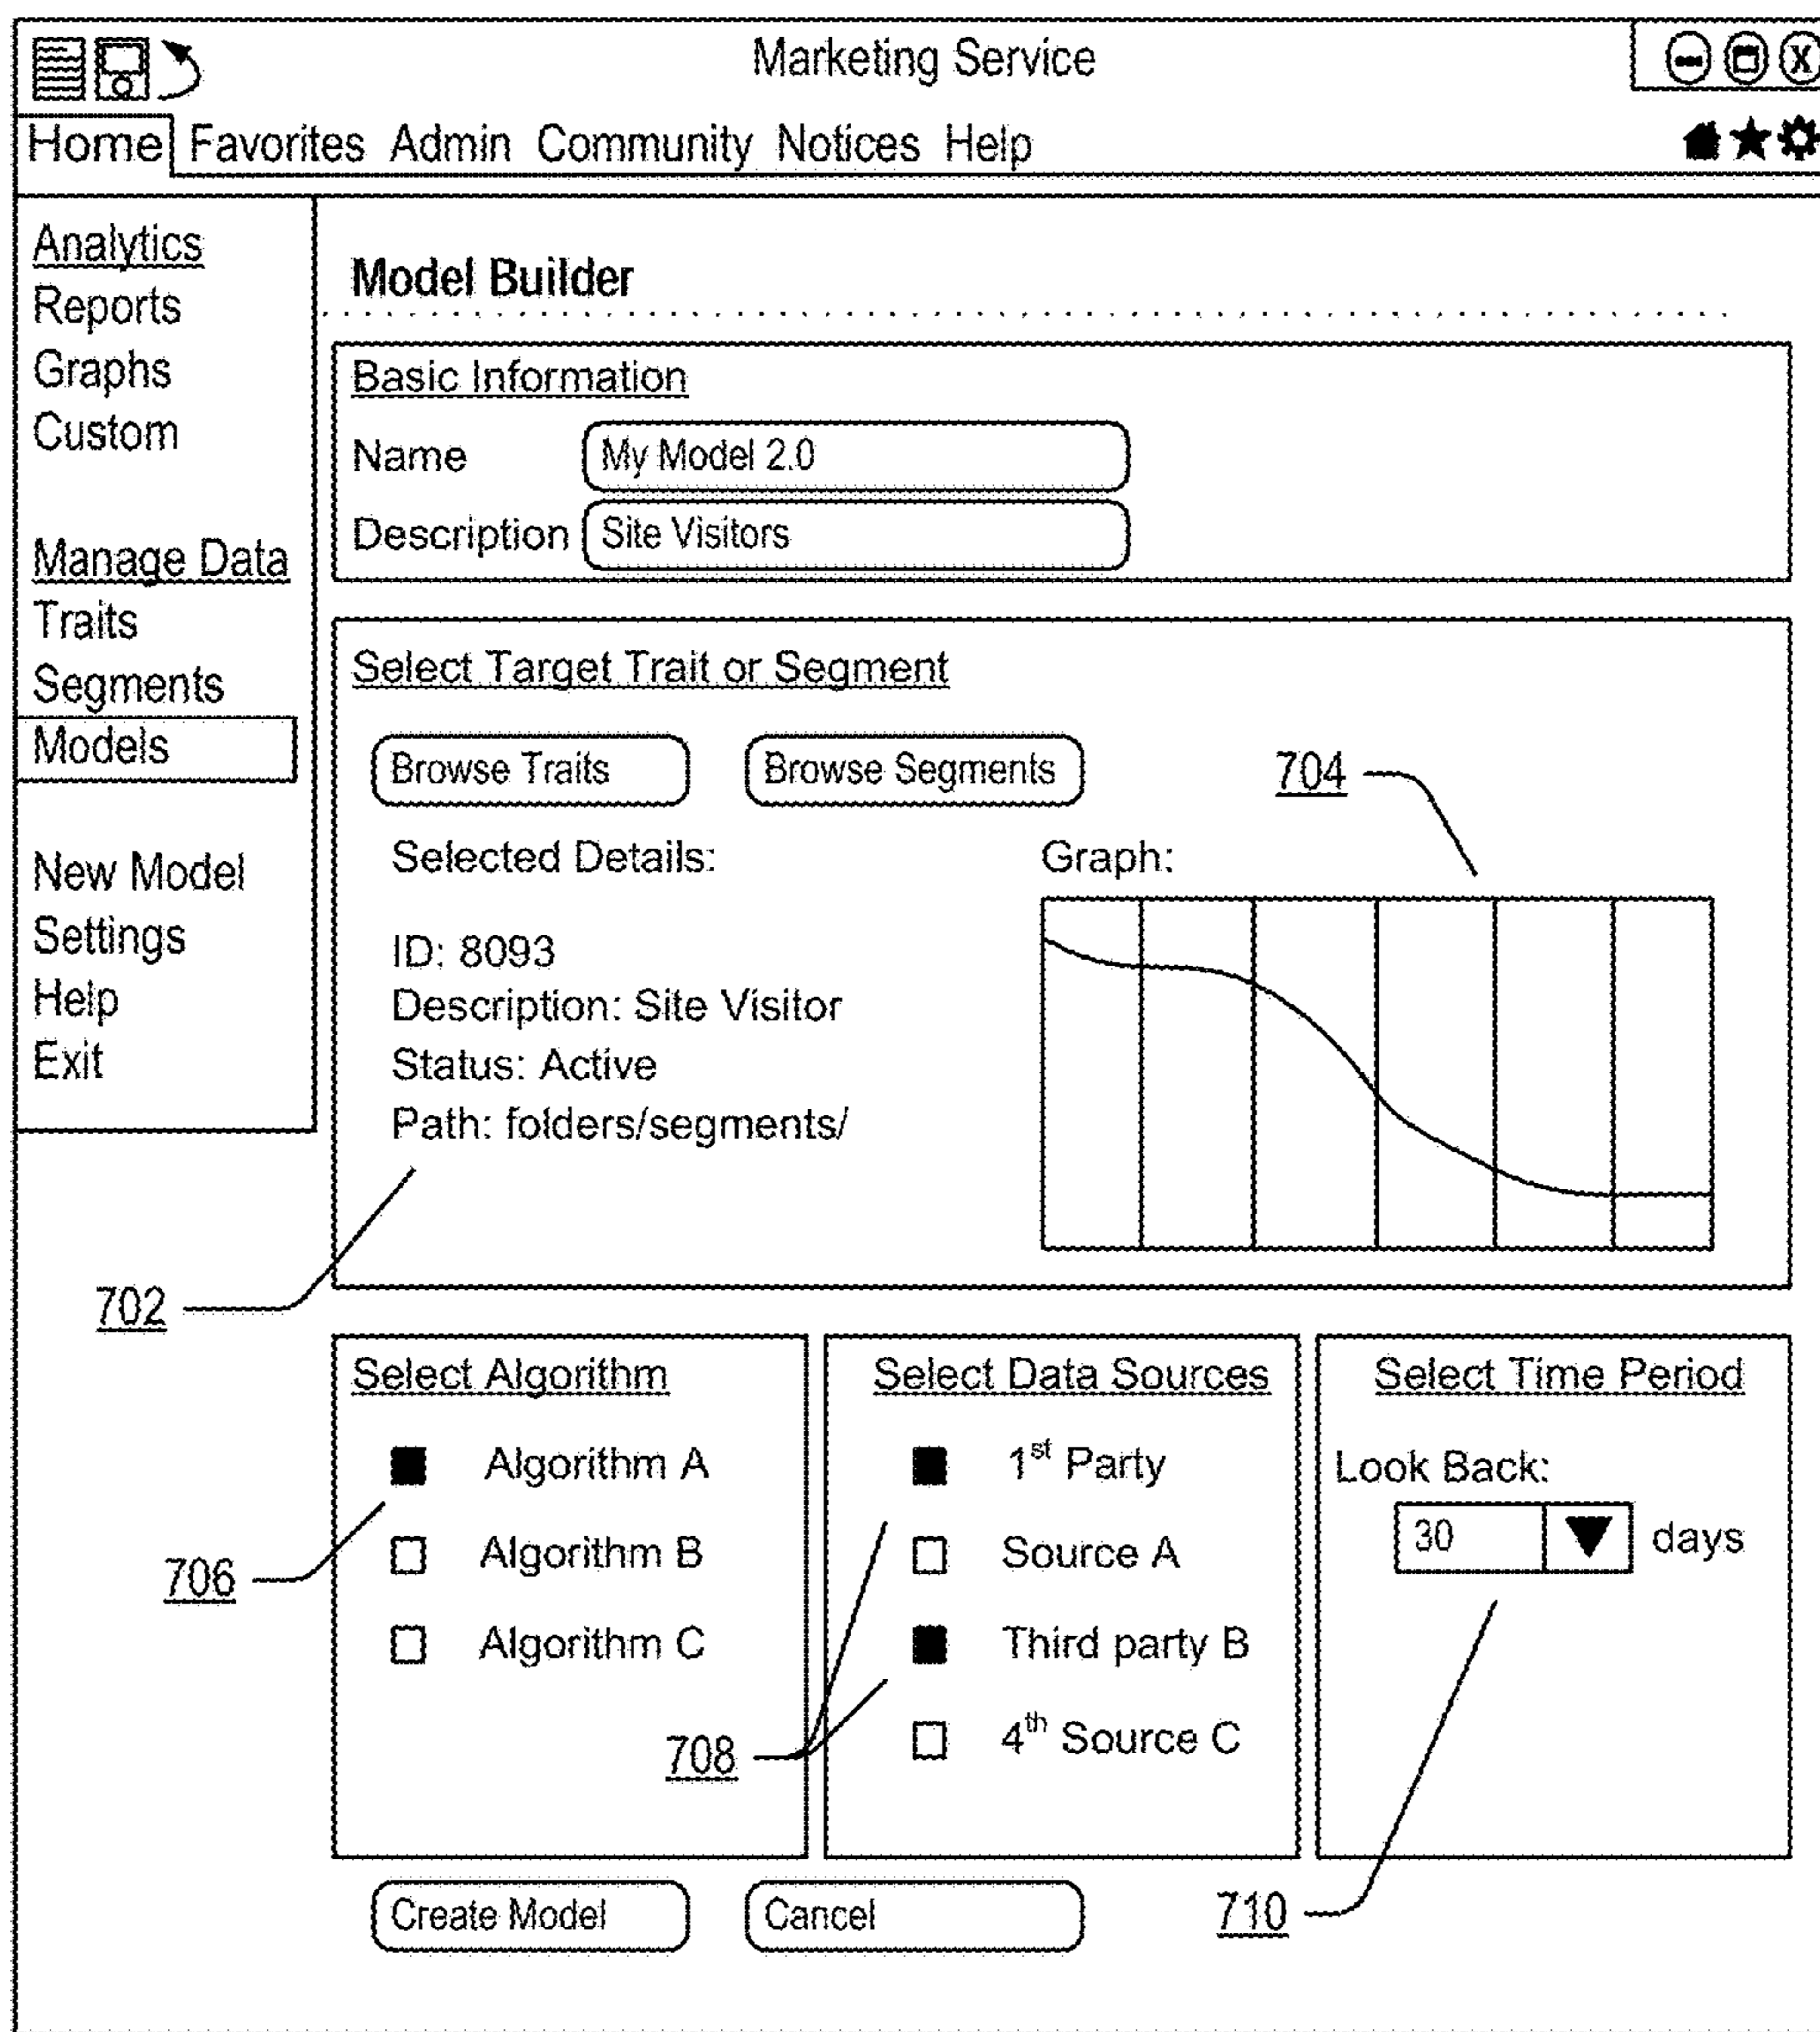 Marketing Service
X
Home Favorites Admin Community Notices Help
Analytics
Reports
Graphs
Custom
Manage Data
Traits
Segments
Models
New Model
Settings
Help
Exit
Model Builder
Basic Information
Name My Model 2.0
Description Site Visitors
Select Target Trait or Segment
Browse Traits Browse Segments
704
Selected Details: Graph:
ID: 8093
Description: Site Visitor
Status: Active
Path: folders/segments/
702
Select Algorithm
Algorithm A
Algorithm B
Algorithm C
706
Select Data Sources
1st Party
Source A
Third party B
4th Source C
708
Select Time Period
Look Back:
30 days
710
Create Model Cancel